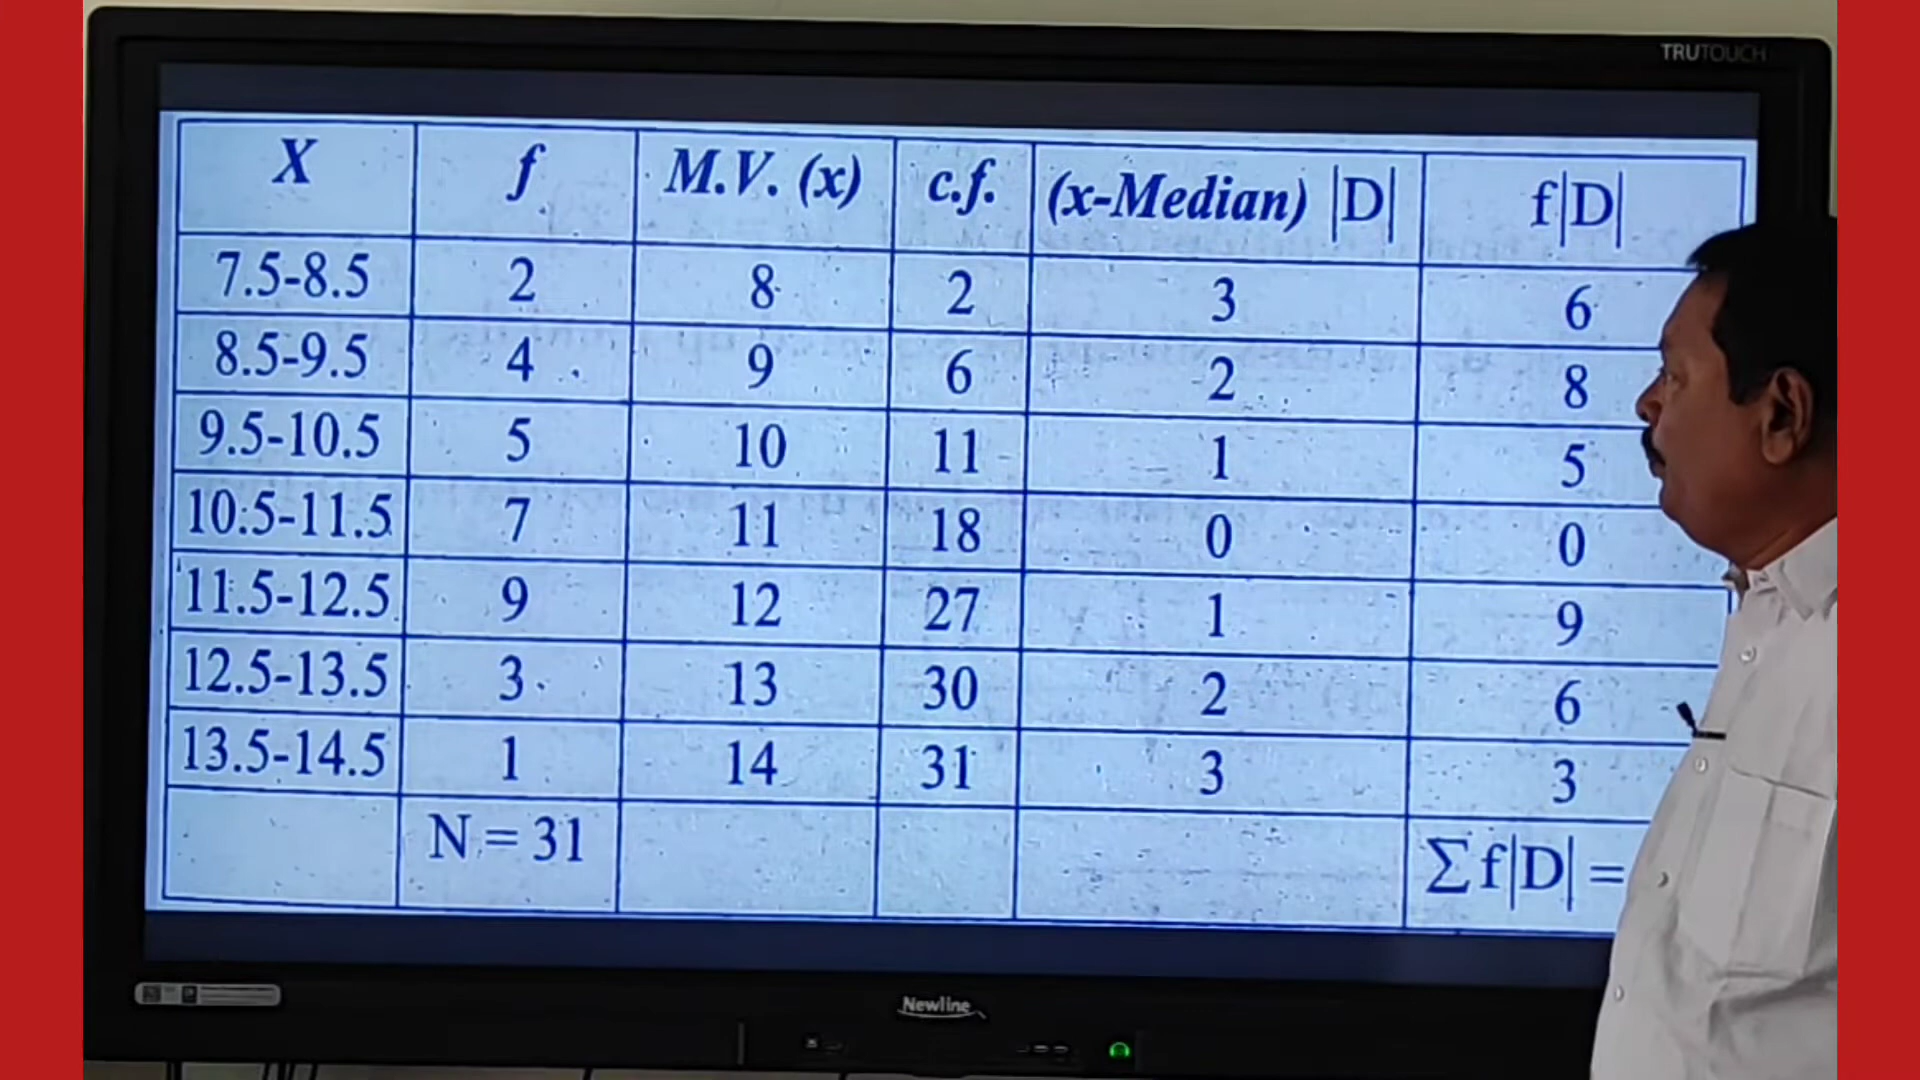 TRUTOUCH
X f M.V. (x) c.f. (x-Median) |D| f|D|
7.5-8.5 2 8 2 3 6
8.5-9.5 4 9 6 2 8
9.5-10.5 5 10 11 1 5
10.5-11.5 7 11 18 0 0
11.5-12.5 9 12 27 1 9
12.5-13.5 3 13 30 2 6
13.5-14.5 1 14 31 3 3
N = 31 ∑f|D| =
Newline